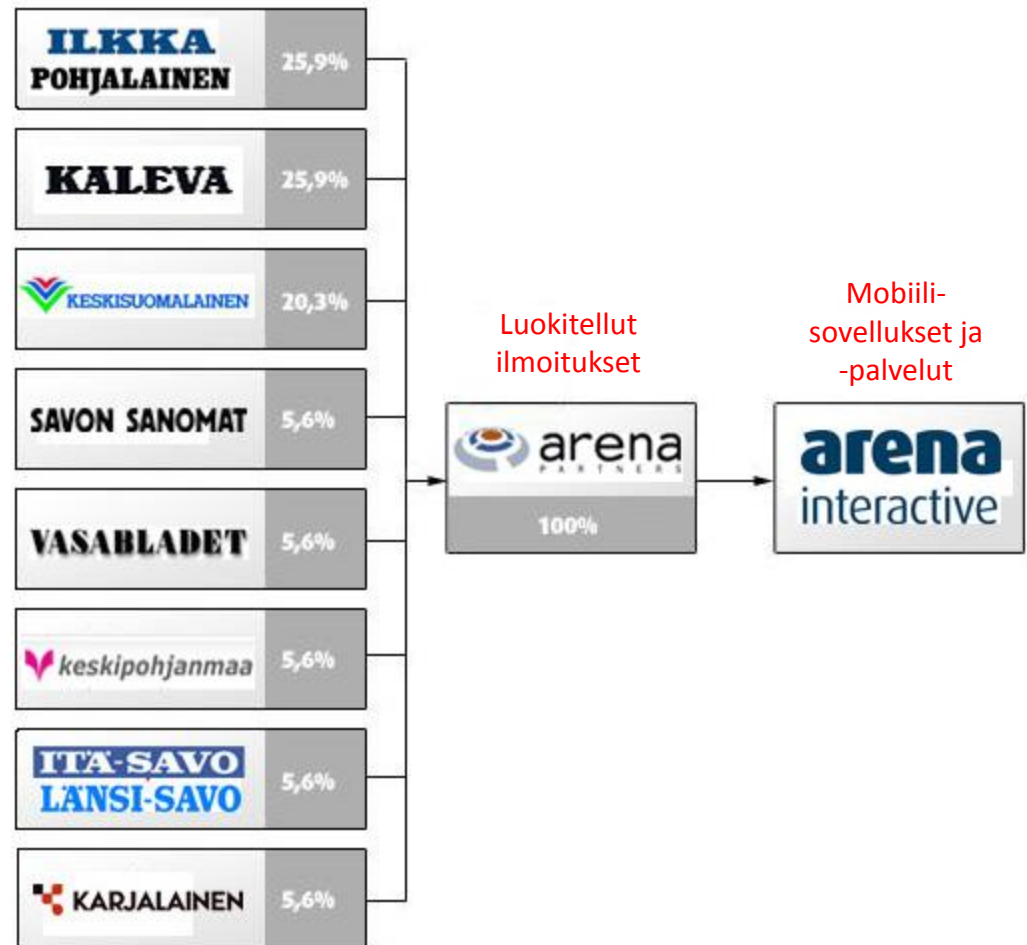 ILKKA
POHJALAINEN
25,9%
KALEVA
25,9%
KESKISUOMALAINEN
20,3%
SAVON SANOMAT
5,6%
VASABLADET
5,6%
keskipohjanmaa
5,6%
ITÄ-SAVO
LÄNSI-SAVO
5,6%
KARJALAINEN
5,6%
Luokitellut
ilmoitukset
arena
PARTNERS
100%
Mobiili-
sovellukset ja
-palvelut
arena
interactive